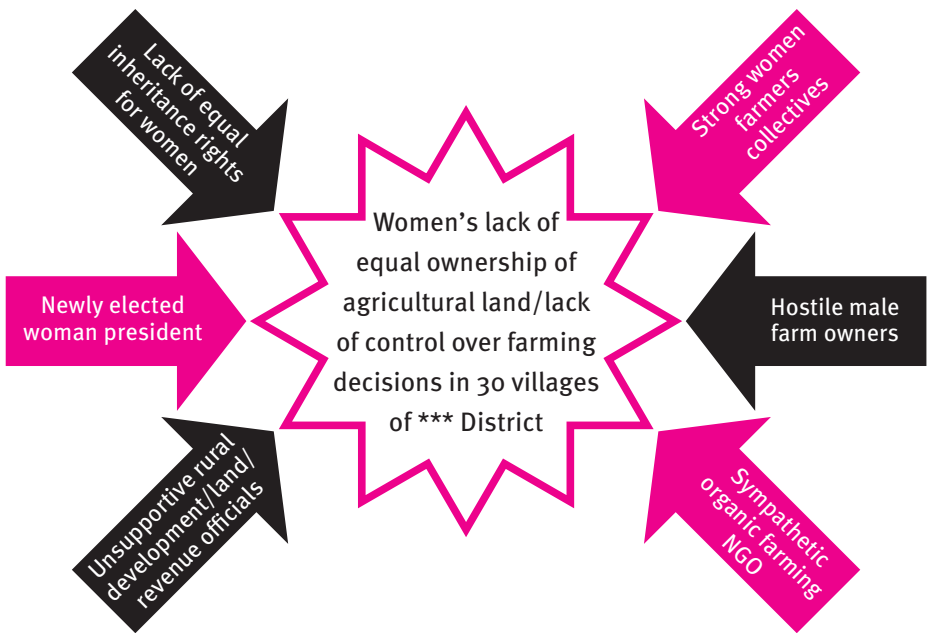 Lack of equal
inheritance rights
for women
Strong women
farmers
collectives
Newly elected
woman president
Women’s lack of
equal ownership of
agricultural land/lack
of control over farming
decisions in 30 villages
of *** District
Hostile male
farm owners
Unsupportive rural
development/land/
revenue officials
Sympathetic
organic farming
NGO